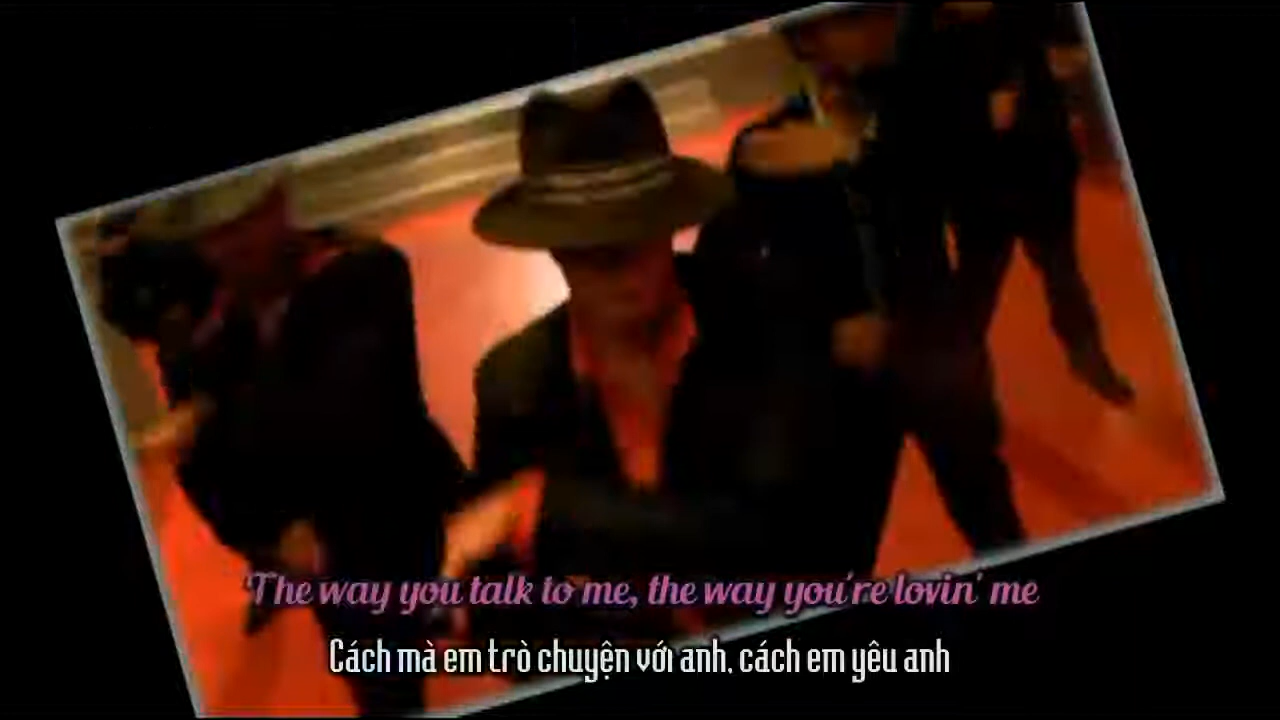 The way you talk to me, the way you're lovin' me
Cách mà em trò chuyện với anh, cách em yêu anh